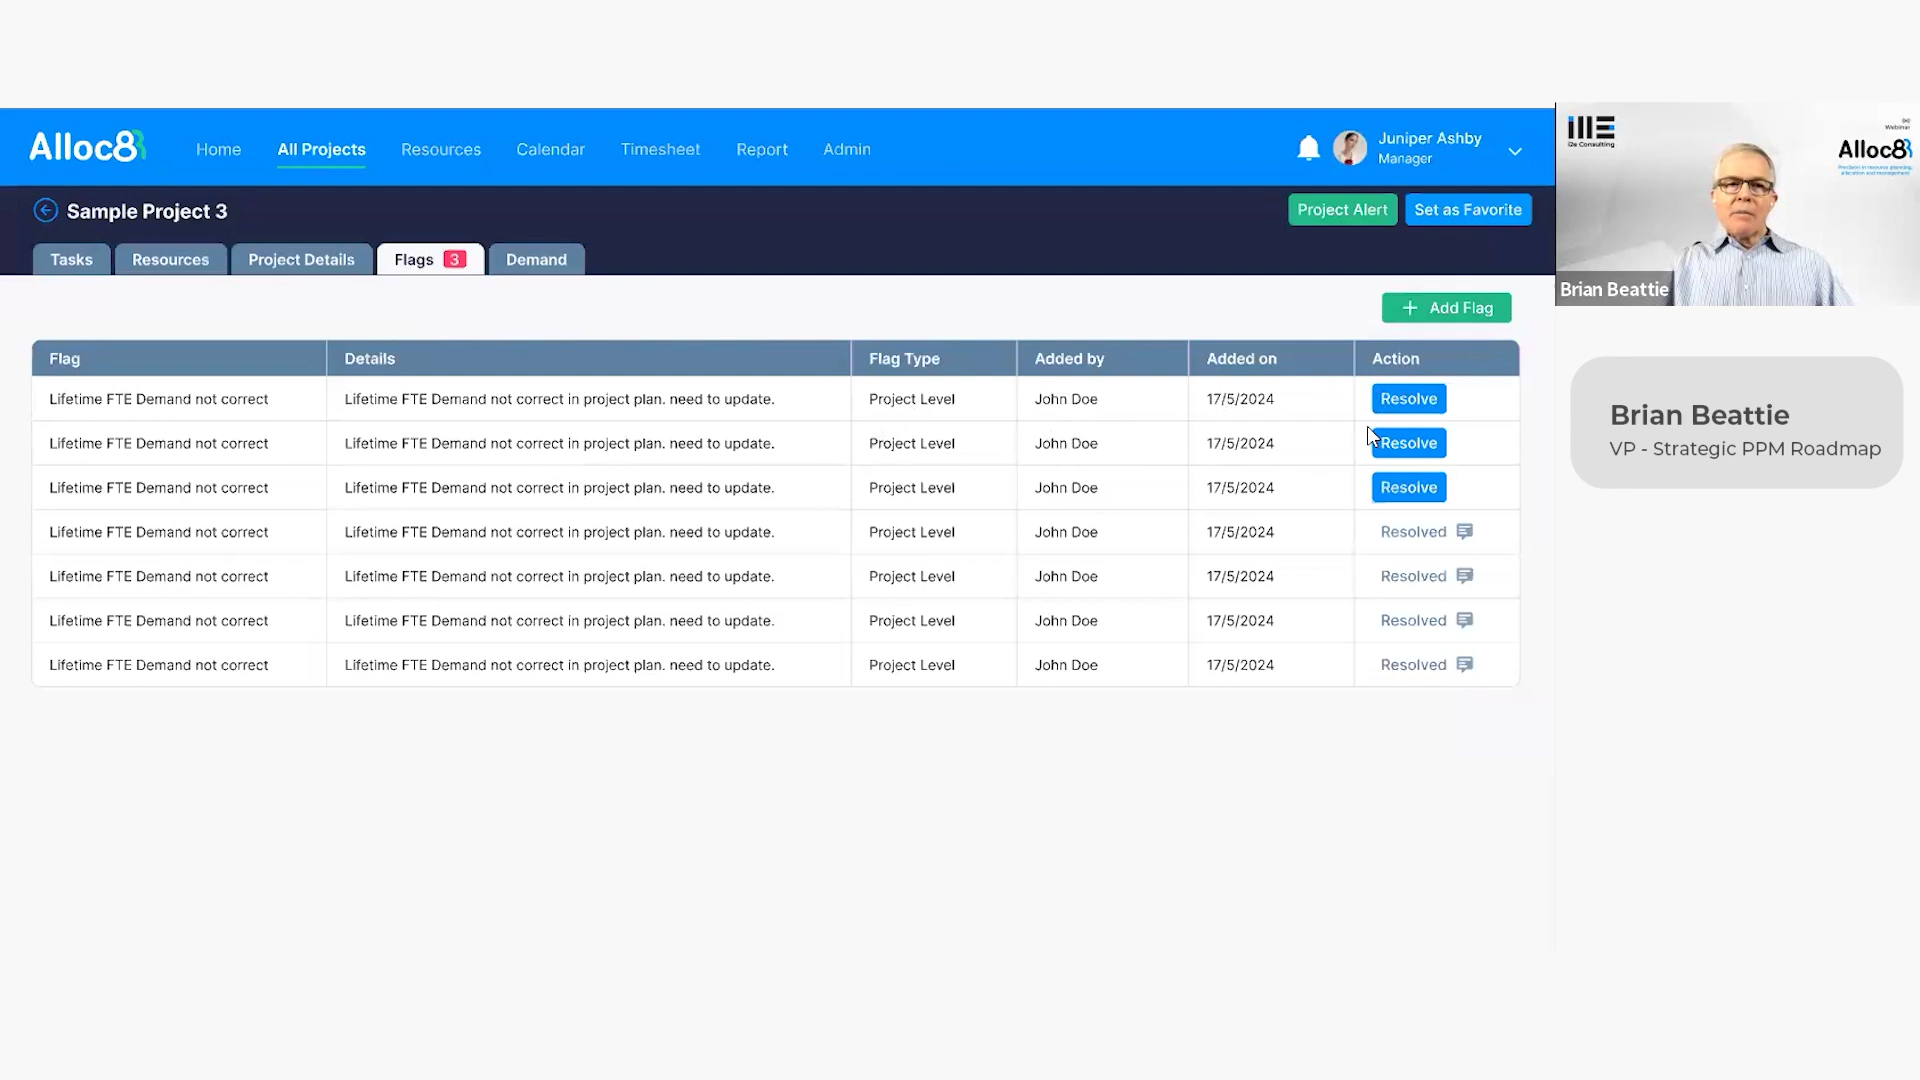 Alloc8
Home
All Projects
Resources
Calendar
Timesheet
Report
Admin
Juniper Ashby
Manager
Sample Project 3
Project Alert
Set as Favorite
Tasks
Resources
Project Details
Flags 3
Demand
+ Add Flag
Flag Details Flag Type Added by Added on Action
Lifetime FTE Demand not correct Lifetime FTE Demand not correct in project plan. need to update. Project Level John Doe 17/5/2024 Resolve
Lifetime FTE Demand not correct Lifetime FTE Demand not correct in project plan. need to update. Project Level John Doe 17/5/2024 Resolve
Lifetime FTE Demand not correct Lifetime FTE Demand not correct in project plan. need to update. Project Level John Doe 17/5/2024 Resolve
Lifetime FTE Demand not correct Lifetime FTE Demand not correct in project plan. need to update. Project Level John Doe 17/5/2024 Resolved
Lifetime FTE Demand not correct Lifetime FTE Demand not correct in project plan. need to update. Project Level John Doe 17/5/2024 Resolved
Lifetime FTE Demand not correct Lifetime FTE Demand not correct in project plan. need to update. Project Level John Doe 17/5/2024 Resolved
Lifetime FTE Demand not correct Lifetime FTE Demand not correct in project plan. need to update. Project Level John Doe 17/5/2024 Resolved
i2e Consulting
Webinar
Alloc8
Precision in resource planning,
allocation and management
Brian Beattie
Brian Beattie
VP - Strategic PPM Roadmap